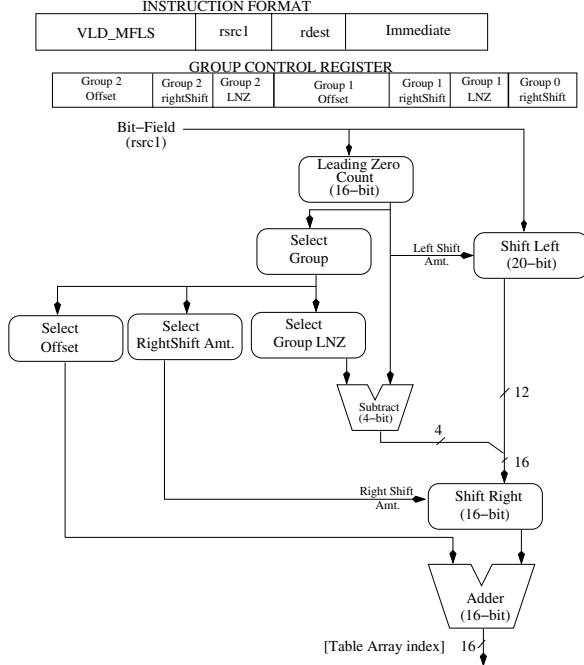 INSTRUCTION FORMAT
VLD_MFLS rsrc1 rdest Immediate
GROUP CONTROL REGISTER
Group 2 Group 2 Group 2 Group 1 Group 1 Group 1 Group 0
Offset rightShift LNZ Offset rightShift LNZ rightShift
Bit−Field
(rsrc1)
Leading Zero
Count
(16−bit)
Select
Group
Left Shift
Amt.
Shift Left
(20−bit)
Select
Offset
Select
RightShift Amt.
Select
Group LNZ
Subtract
(4−bit)
12
4
16
Right Shift
Amt.
Shift Right
(16−bit)
Adder
(16−bit)
[Table Array index]
16